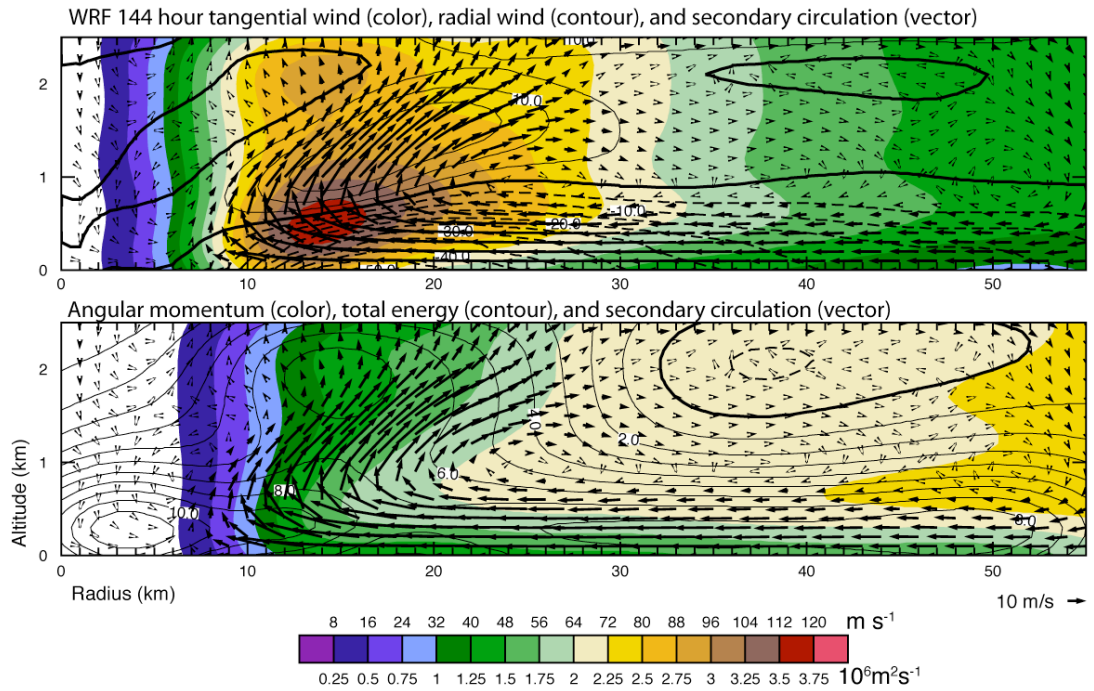 WRF 144 hour tangential wind (color), radial wind (contour), and secondary circulation (vector)
2
1
0
10.0
10.0
-10.0
-20.0
-30.0
-40.0
0 10 20 30 40 50
Angular momentum (color), total energy (contour), and secondary circulation (vector)
Altitude (km)
2
1
0
4.0
2.0
6.0
8.0
10.0
0 10 20 30 40 50
Radius (km)
10 m/s
8 16 24 32 40 48 56 64 72 80 88 96 104 112 120 m s-1
0.25 0.5 0.75 1 1.25 1.5 1.75 2 2.25 2.5 2.75 3 3.25 3.5 3.75 10⁶m²s⁻¹